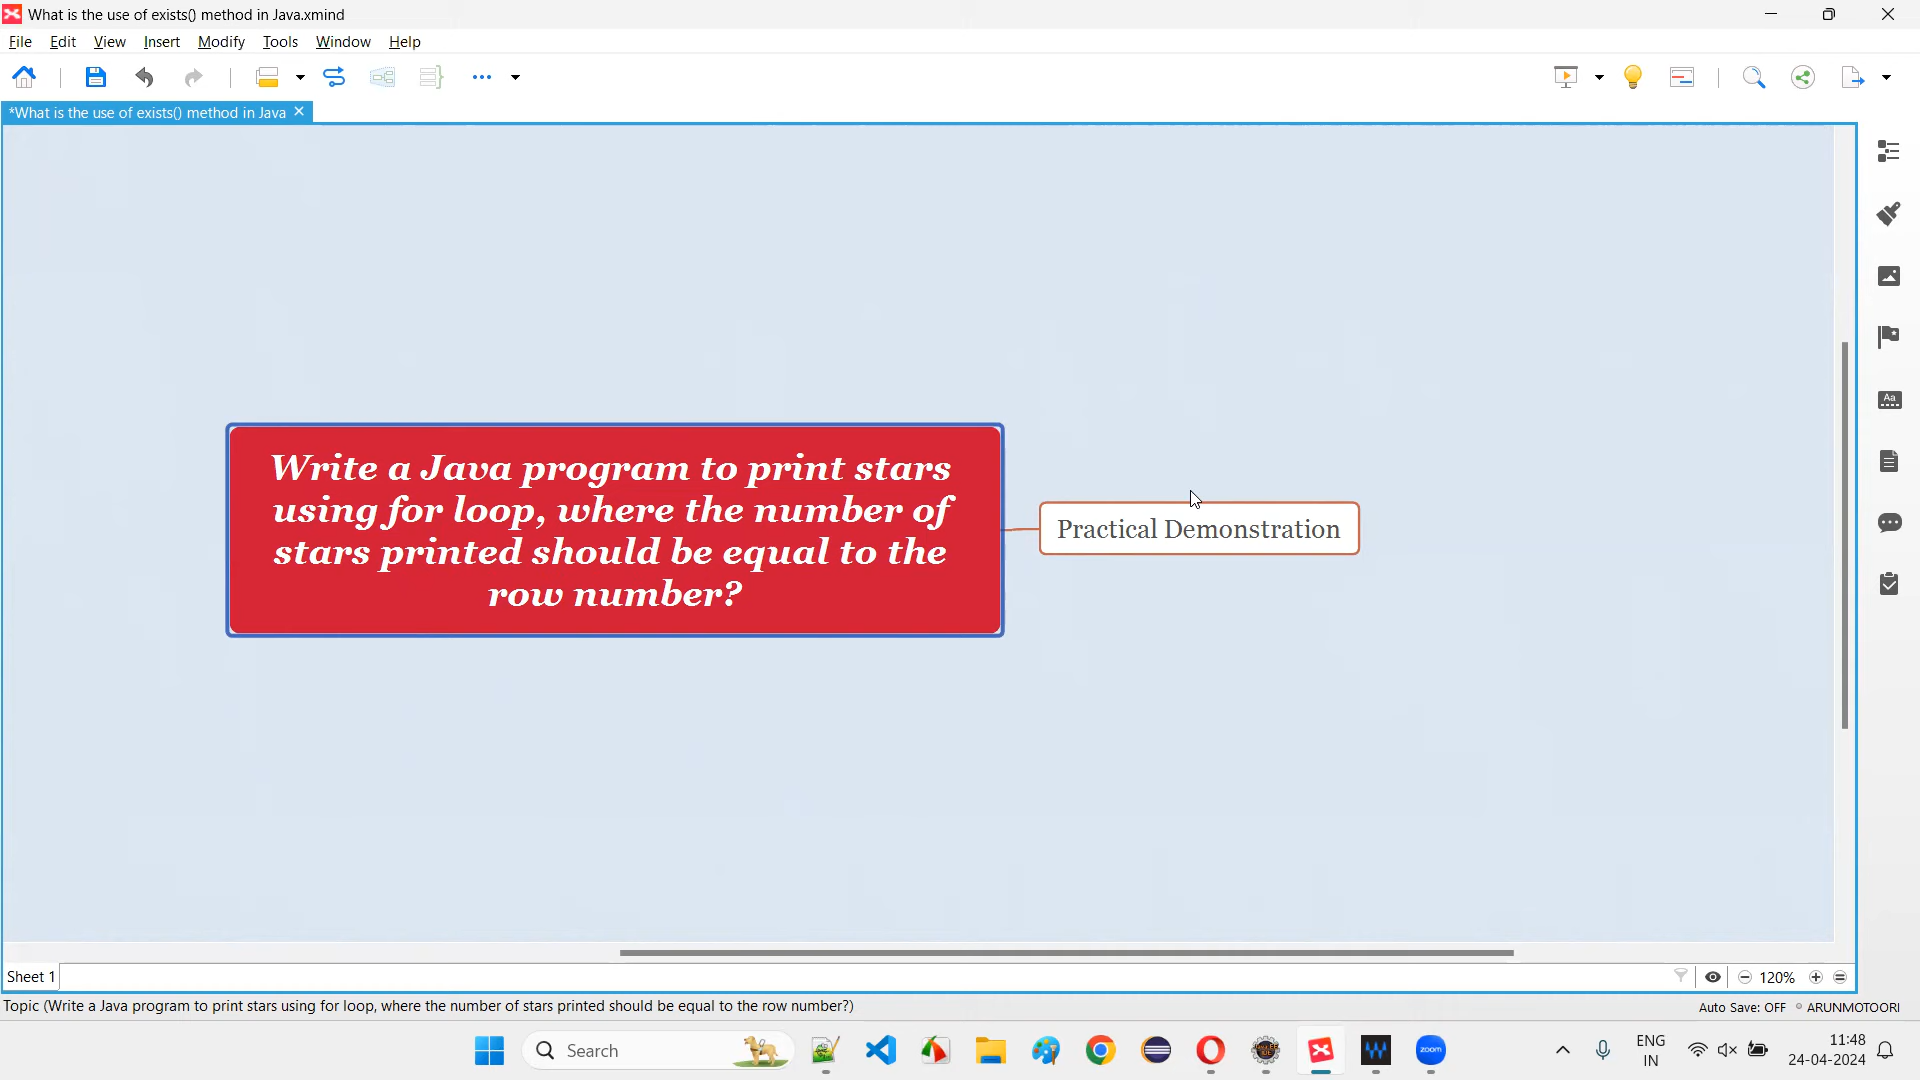 What is the use of exists() method in Java.xmind
File Edit View Insert Modify Tools Window Help
*What is the use of exists() method in Java
Write a Java program to print stars
using for loop, where the number of
stars printed should be equal to the
row number?
Practical Demonstration
Aa
Sheet 1
120%
Topic (Write a Java program to print stars using for loop, where the number of stars printed should be equal to the row number?)
Auto Save: OFF ARUNMOTOORI
Search
zoom
ENG
IN
11:48
24-04-2024